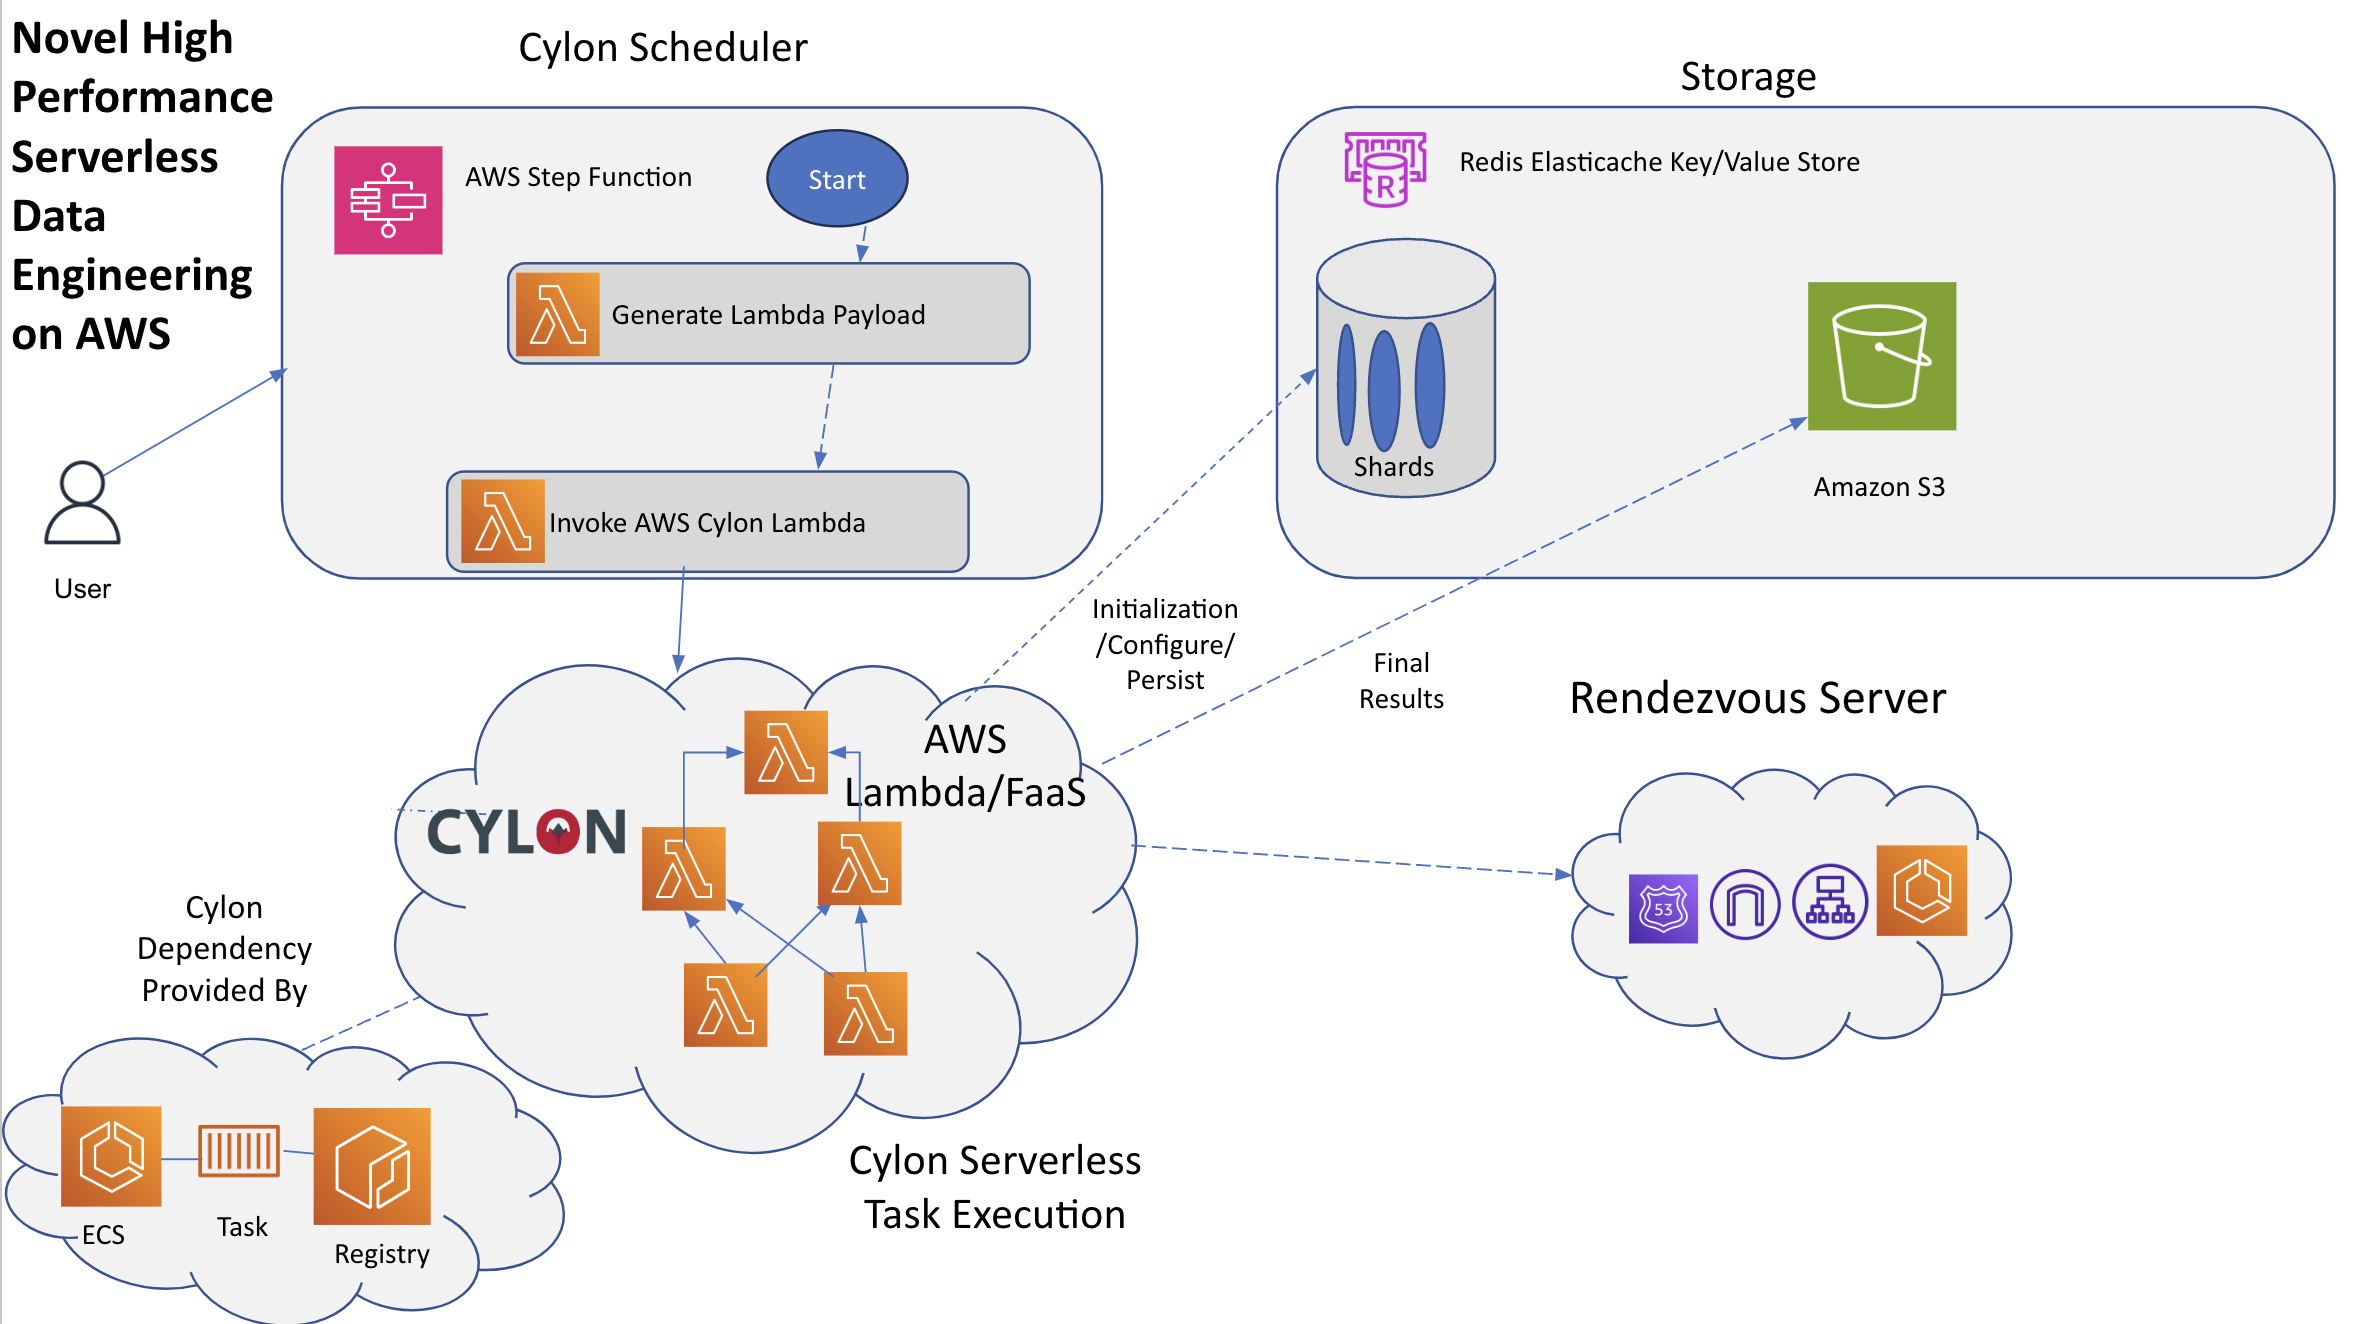 Novel High
Performance
Serverless
Data
Engineering
on AWS
Cylon Scheduler
Storage
AWS Step Function
Start
Redis Elasticache Key/Value Store
R
Generate Lambda Payload
Shards
Amazon S3
Invoke AWS Cylon Lambda
User
Initialization
/Configure/
Persist
Final
Results
Rendezvous Server
AWS
Lambda/FaaS
CYLON
53
Cylon
Dependency
Provided By
Cylon Serverless
Task Execution
ECS
Task
Registry